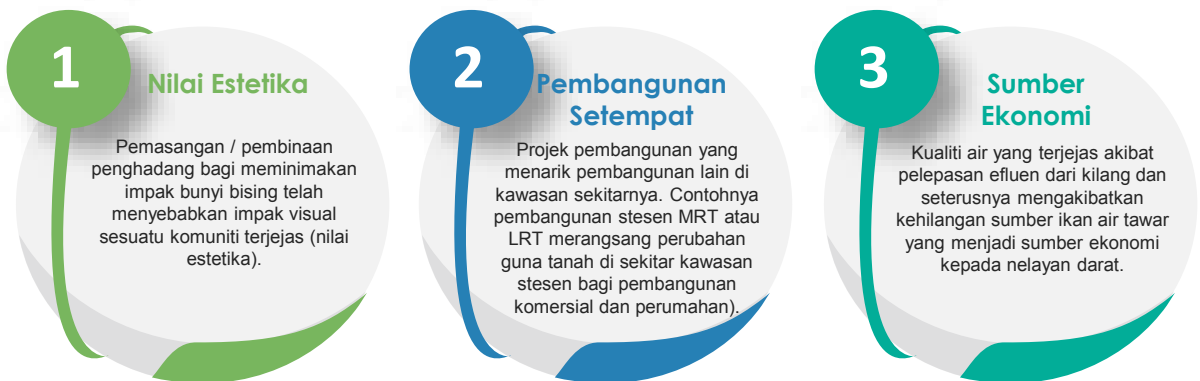 1
Nilai Estetika
Pemasangan / pembinaan
penghadang bagi meminimakan
impak bunyi bising telah
menyebabkan impak visual
sesuatu komuniti terjejas (nilai
estetika).
2
Pembangunan
Setempat
Projek pembangunan yang
menarik pembangunan lain di
kawasan sekitarnya. Contohnya
pembangunan stesen MRT atau
LRT merangsang perubahan
guna tanah di sekitar kawasan
stesen bagi pembangunan
komersial dan perumahan).
3
Sumber
Ekonomi
Kualiti air yang terjejas akibat
pelepasan efluen dari kilang dan
seterusnya mengakibatkan
kehilangan sumber ikan air tawar
yang menjadi sumber ekonomi
kepada nelayan darat.